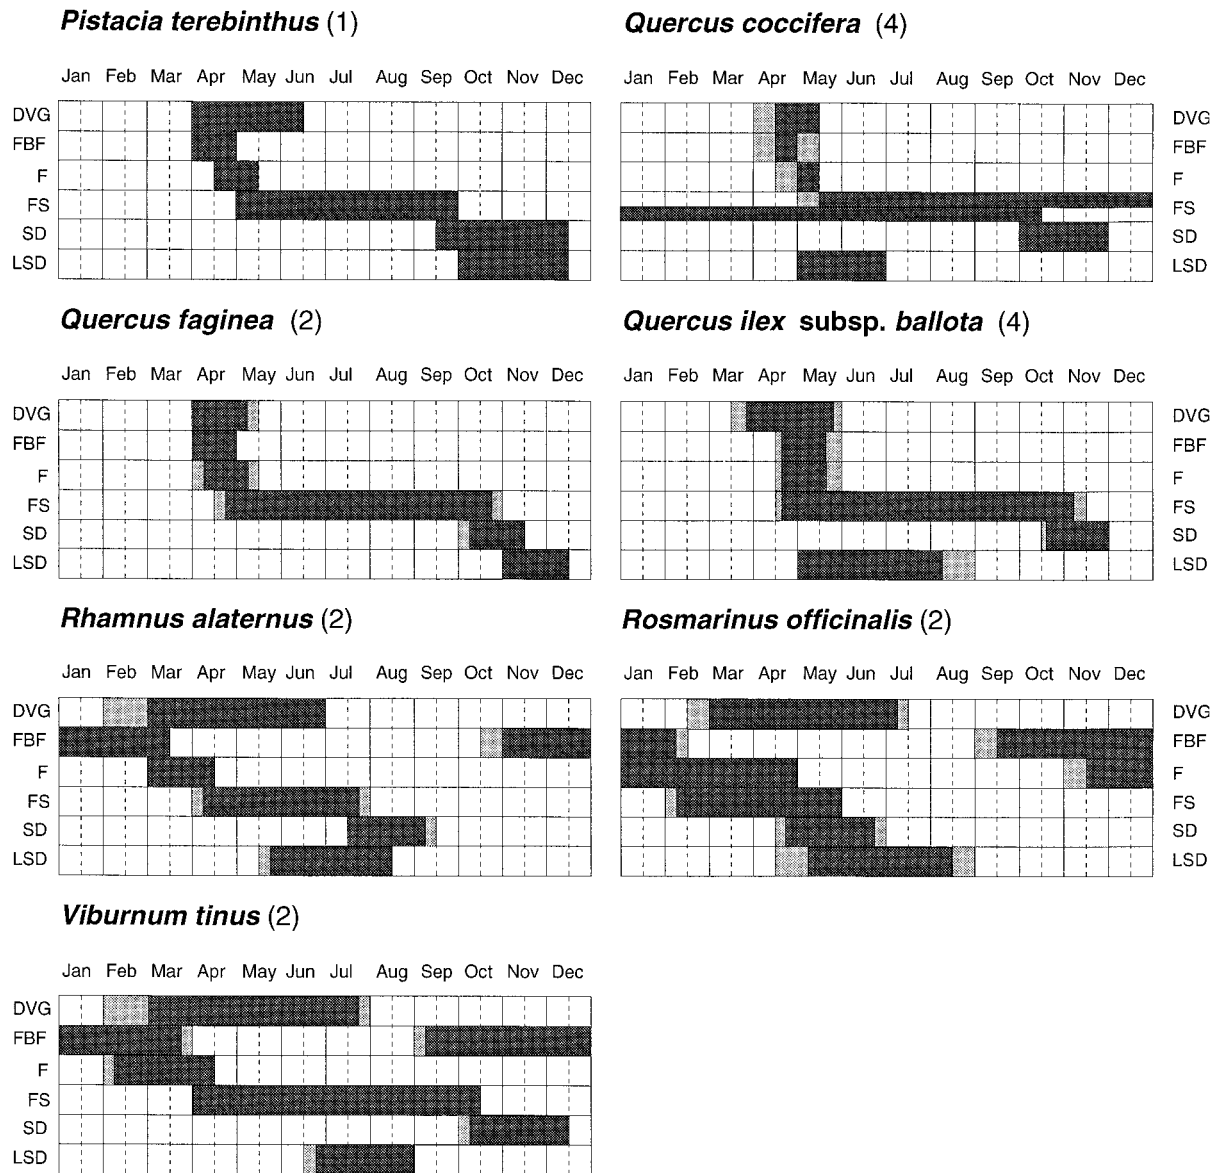 Pistacia terebinthus (1)
Jan Feb Mar Apr May Jun Jul Aug Sep Oct Nov Dec
DVG
FBF
F
FS
SD
LSD
Quercus coccifera (4)
Jan Feb Mar Apr May Jun Jul Aug Sep Oct Nov Dec
DVG
FBF
F
FS
SD
LSD
Quercus faginea (2)
Jan Feb Mar Apr May Jun Jul Aug Sep Oct Nov Dec
DVG
FBF
F
FS
SD
LSD
Quercus ilex subsp. ballota (4)
Jan Feb Mar Apr May Jun Jul Aug Sep Oct Nov Dec
DVG
FBF
F
FS
SD
LSD
Rhamnus alaternus (2)
Jan Feb Mar Apr May Jun Jul Aug Sep Oct Nov Dec
DVG
FBF
F
FS
SD
LSD
Rosmarinus officinalis (2)
Jan Feb Mar Apr May Jun Jul Aug Sep Oct Nov Dec
DVG
FBF
F
FS
SD
LSD
Viburnum tinus (2)
Jan Feb Mar Apr May Jun Jul Aug Sep Oct Nov Dec
DVG
FBF
F
FS
SD
LSD